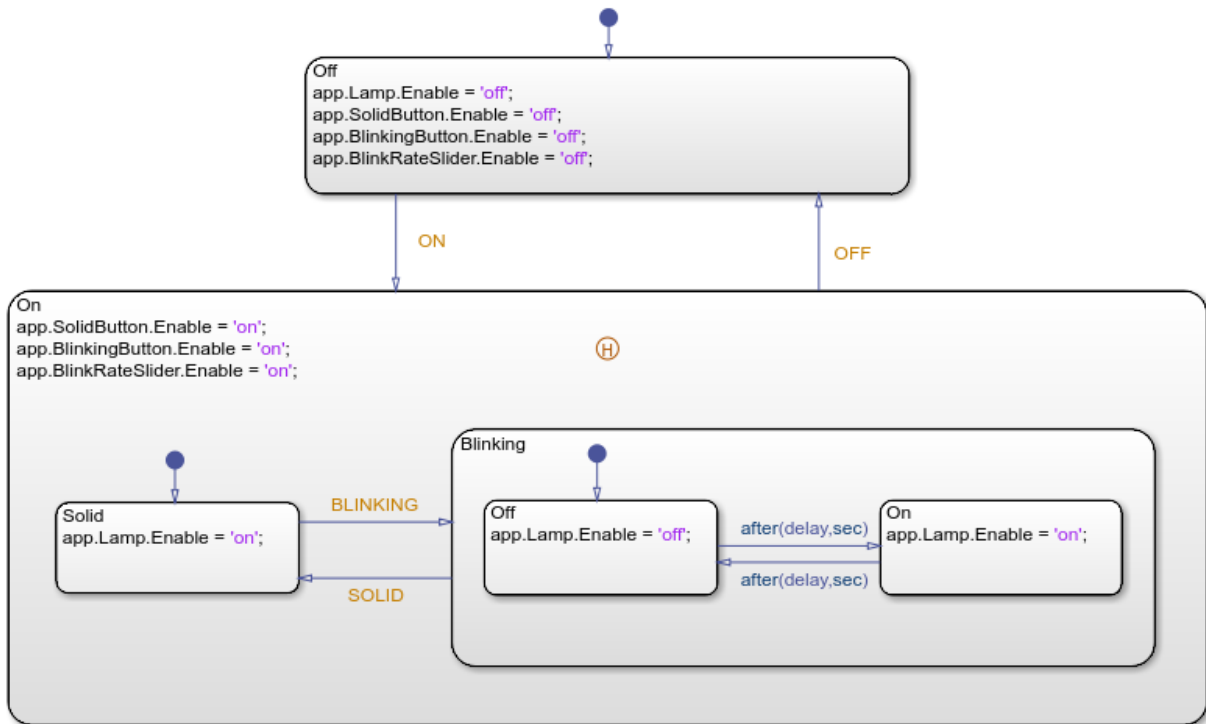 Off
app.Lamp.Enable = 'off';
app.SolidButton.Enable = 'off';
app.BlinkingButton.Enable = 'off';
app.BlinkRateSlider.Enable = 'off';
ON
OFF
On
app.SolidButton.Enable = 'on';
app.BlinkingButton.Enable = 'on';
app.BlinkRateSlider.Enable = 'on';
H
Solid
app.Lamp.Enable = 'on';
BLINKING
SOLID
Blinking
Off
app.Lamp.Enable = 'off';
after(delay,sec)
after(delay,sec)
On
app.Lamp.Enable = 'on';